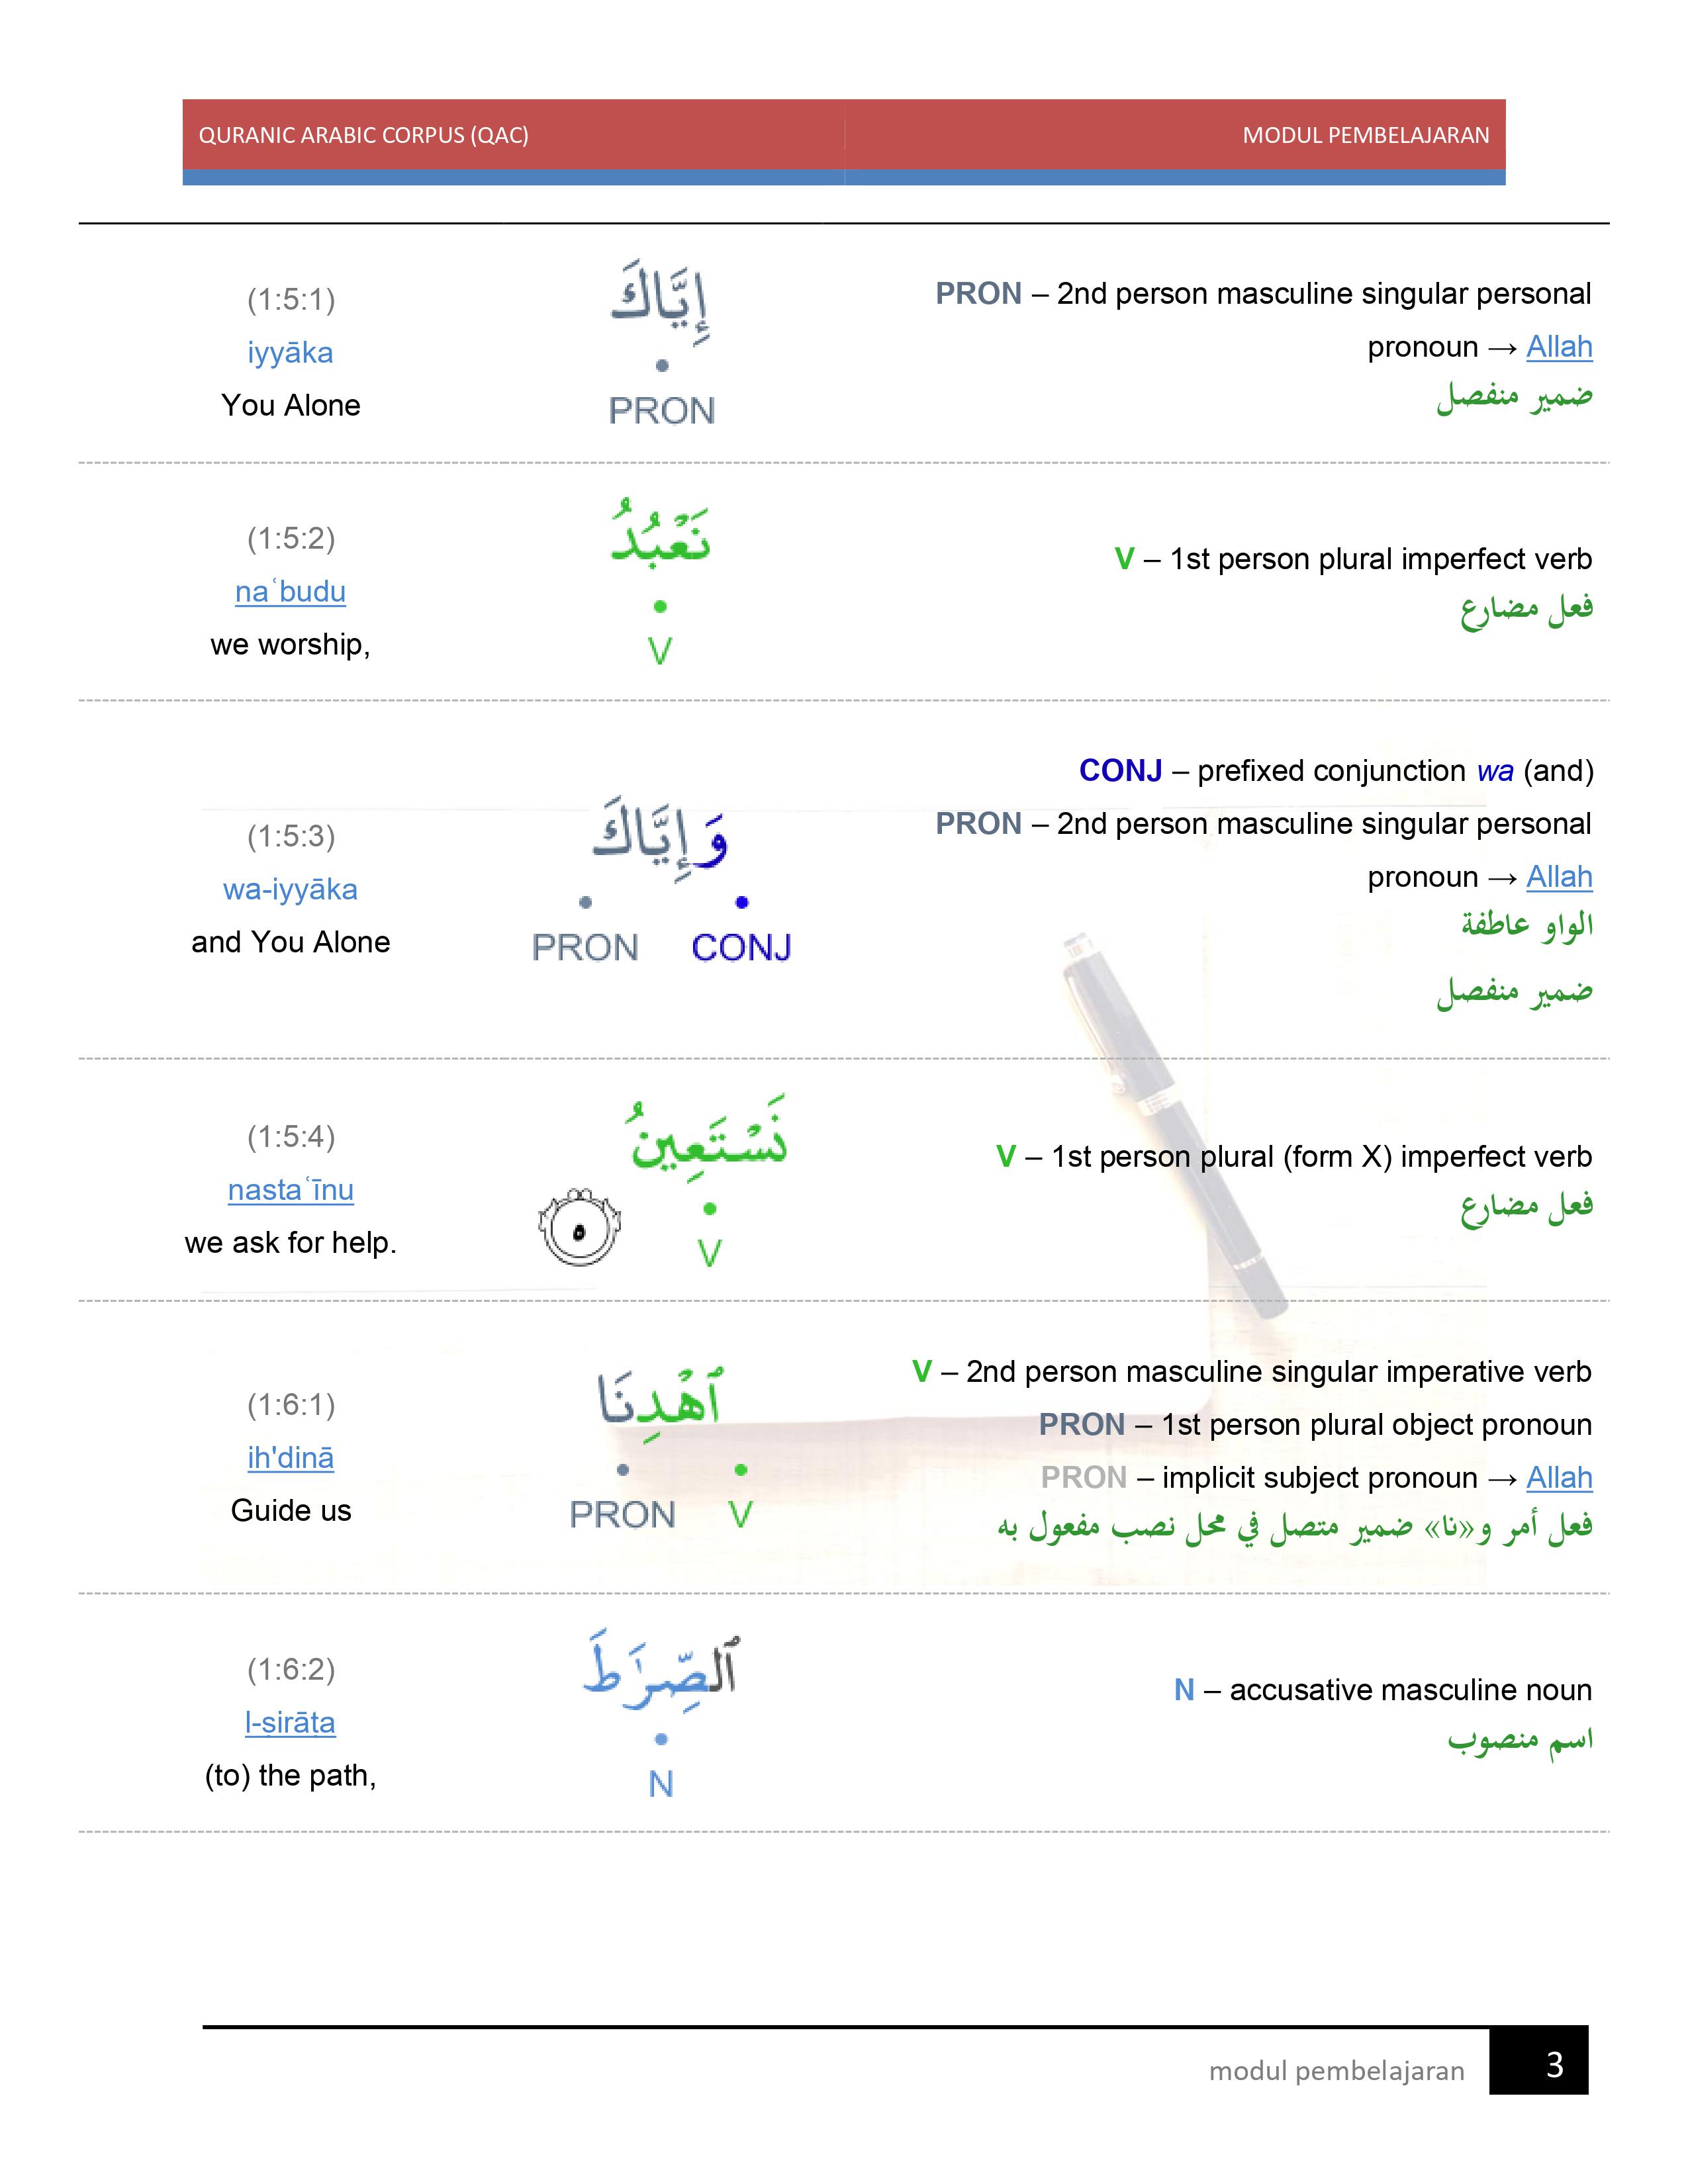 QURANIC ARABIC CORPUS (QAC) MODUL PEMBELAJARAN
(1:5:1)
iyyāka
You Alone
إِيَّاكَ
PRON
PRON – 2nd person masculine singular personal
pronoun → Allah
ضمير منفصل
(1:5:2)
naʿbudu
we worship,
نَعْبُدُ
V
V – 1st person plural imperfect verb
فعل مضارع
(1:5:3)
wa-iyyāka
and You Alone
وَإِيَّاكَ
PRON CONJ
CONJ – prefixed conjunction wa (and)
PRON – 2nd person masculine singular personal
pronoun → Allah
الواو عاطفة
ضمير منفصل
(1:5:4)
nastaʿīnu
we ask for help.
نَسْتَعِينُ
٥
V
V – 1st person plural (form X) imperfect verb
فعل مضارع
(1:6:1)
ih'dinā
Guide us
ٱهْدِنَا
PRON V
V – 2nd person masculine singular imperative verb
PRON – 1st person plural object pronoun
PRON – implicit subject pronoun → Allah
فعل أمر و«نا» ضمير متصل في محل نصب مفعول به
(1:6:2)
l-ṣirāṭa
(to) the path,
ٱلصِّرَٰطَ
N
N – accusative masculine noun
اسم منصوب
modul pembelajaran 3